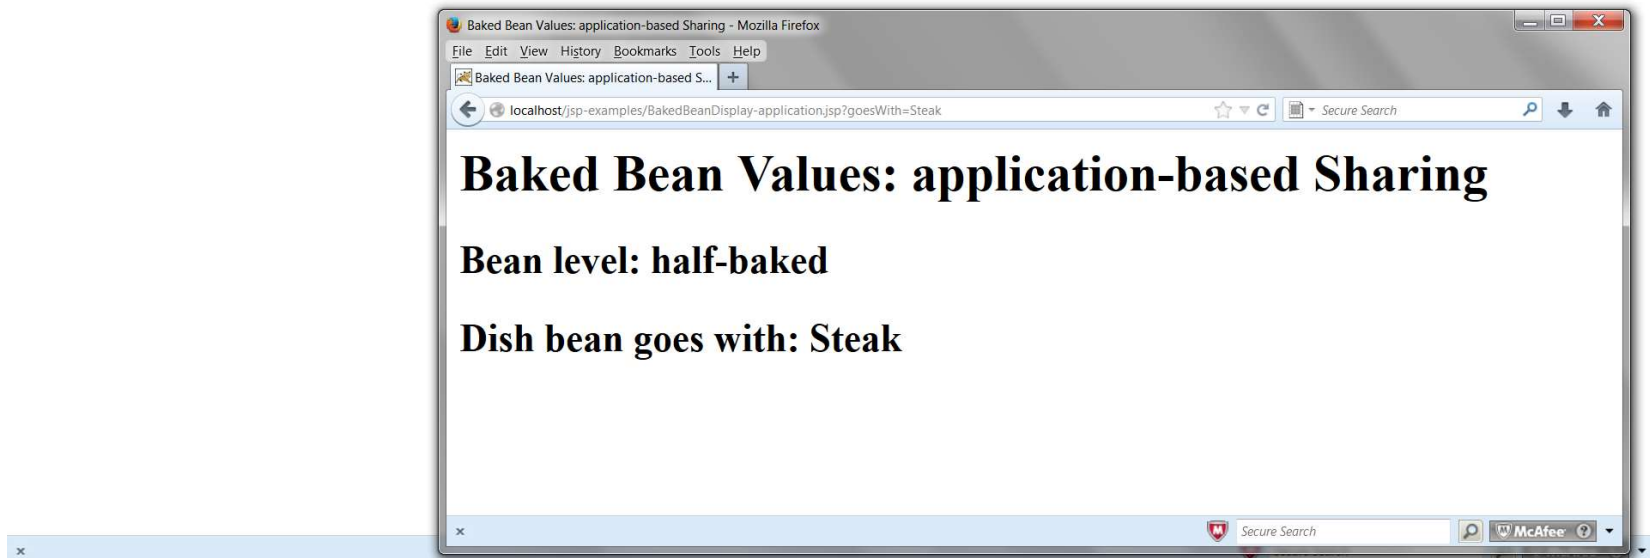 Baked Bean Values: application-based Sharing - Mozilla Firefox
File Edit View History Bookmarks Tools Help
Baked Bean Values: application-based S... +
localhost/jsp-examples/BakedBeanDisplay-application.jsp?goesWith=Steak Secure Search
Baked Bean Values: application-based Sharing
Bean level: half-baked
Dish bean goes with: Steak
x Secure Search McAfee ?
x